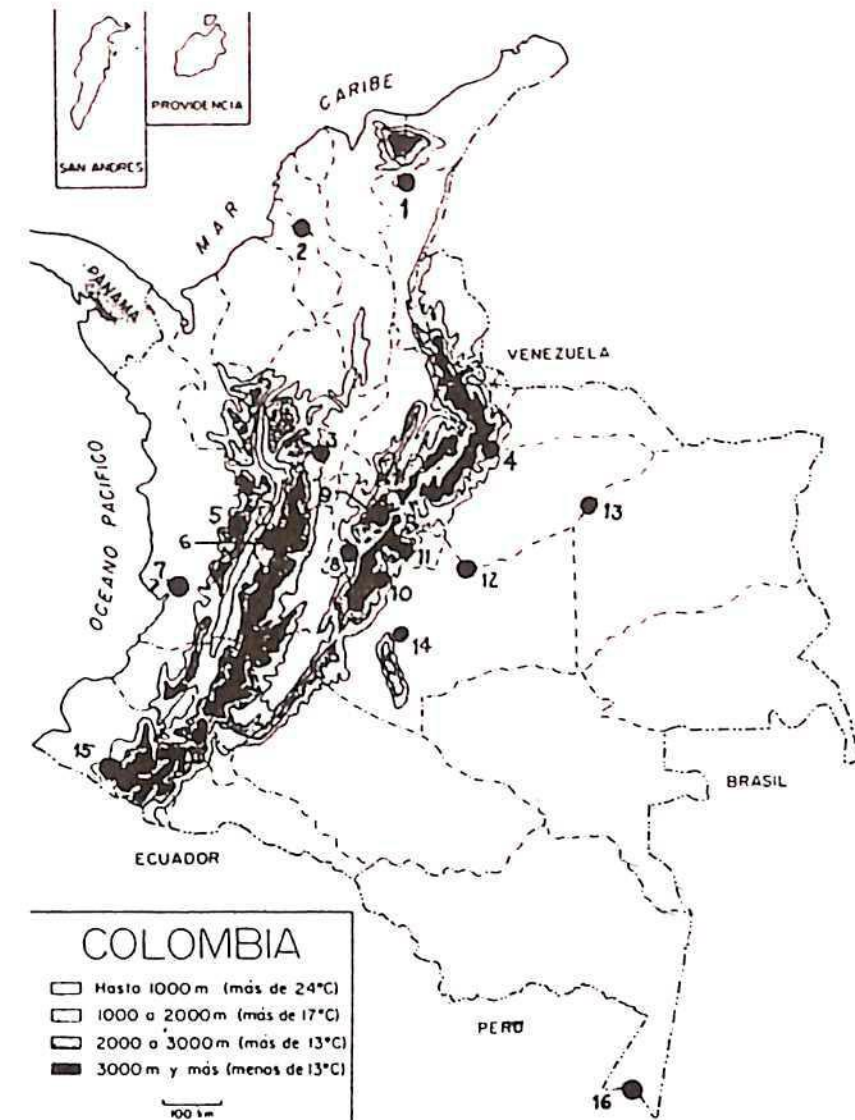 PROVIDENCIA
SAN ANDRES
MAR CARIBE
PANAMA
VENEZUELA
OCEANO PACIFICO
1
2
3
4
5
6
7
8
9
10
11
12
13
14
15
16
BRASIL
ECUADOR
PERU
COLOMBIA
Hasta 1000 m (más de 24°C)
1000 a 2000m (más de 17°C)
2000 a 3000m (más de 13°C)
3000 m y más (menos de 13°C)
100 km